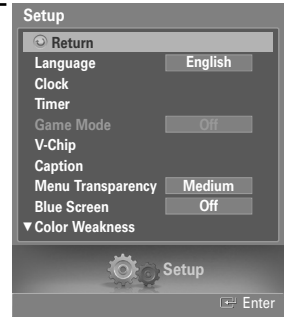 Setup
Return
Language English
Clock
Timer
Game Mode Off
V-Chip
Caption
Menu Transparency Medium
Blue Screen Off
▼Color Weakness
Setup
Enter